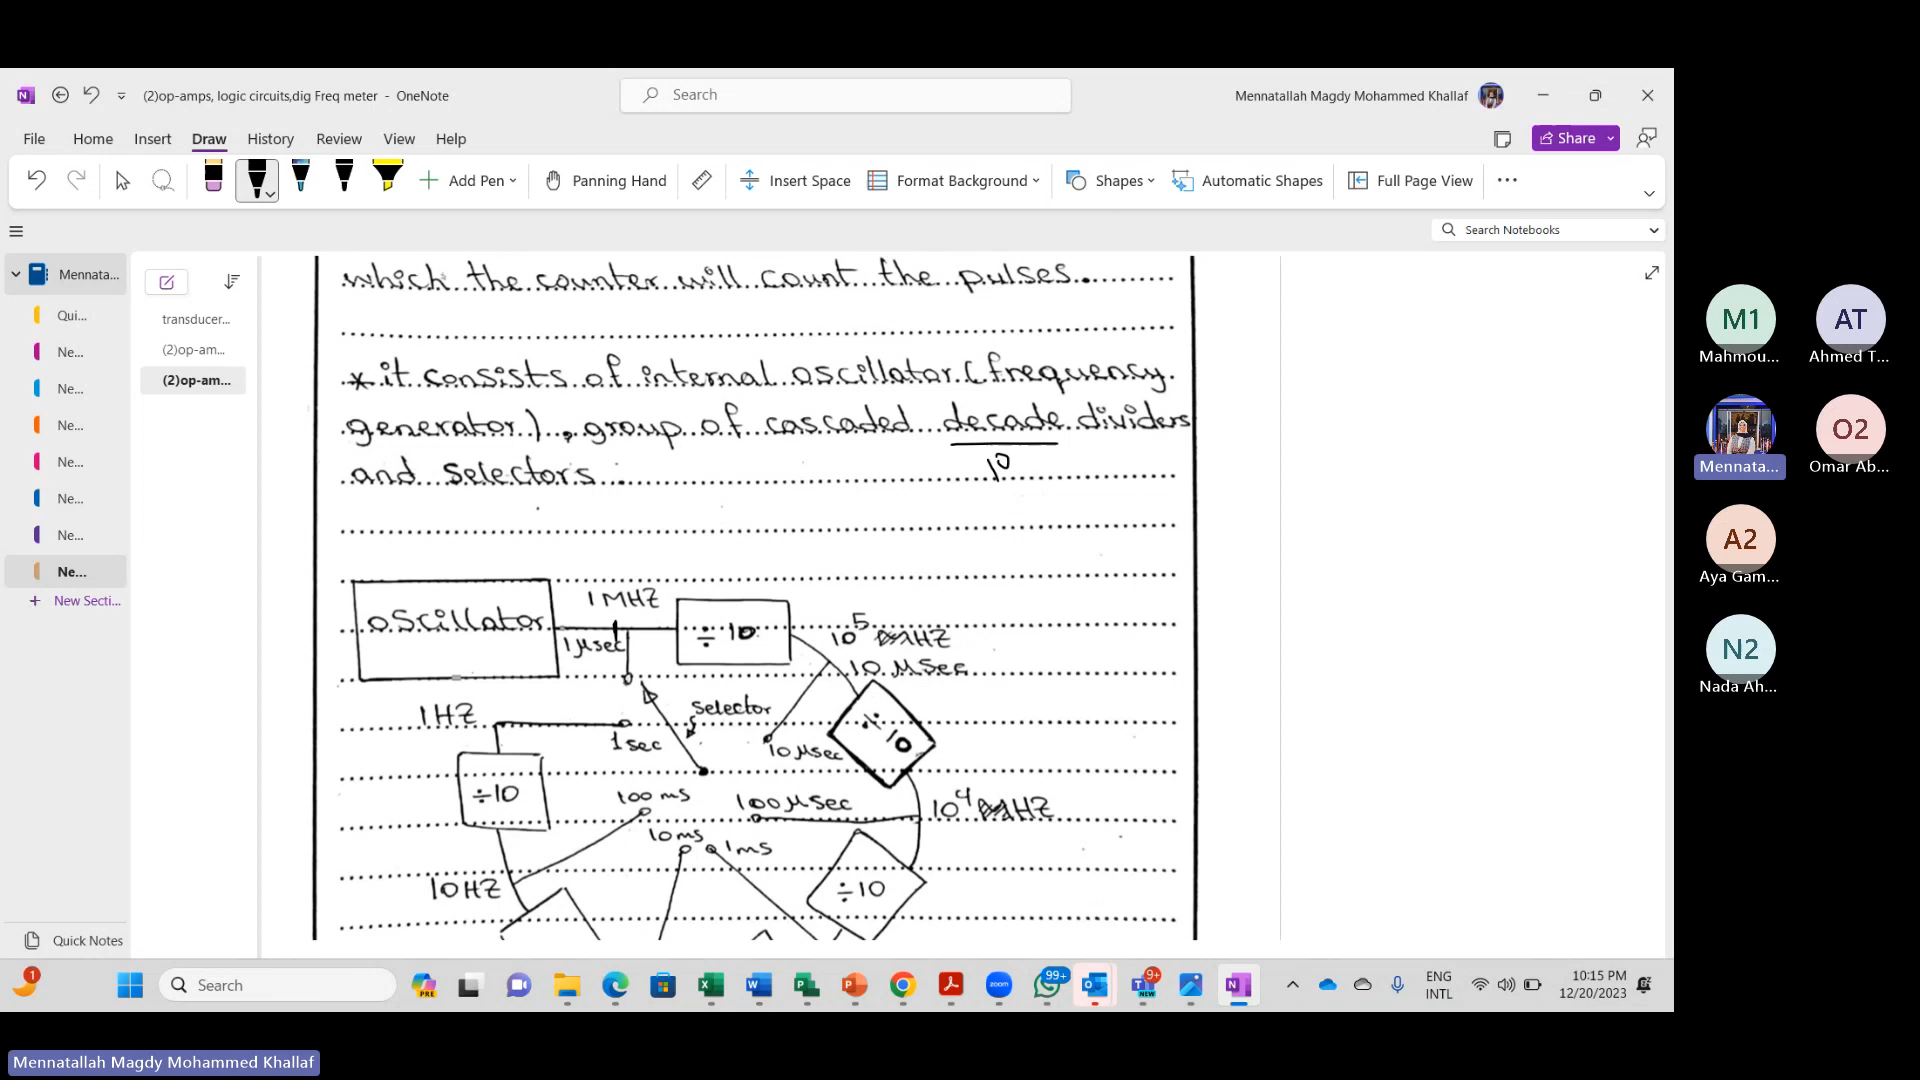 (2)op-amps, logic circuits,dig Freq meter - OneNote
Search
Mennatallah Magdy Mohammed Khallaf
File Home Insert Draw History Review View Help
Share
Add Pen
Panning Hand
Insert Space
Format Background
Shapes
Automatic Shapes
Full Page View
Search Notebooks
Mennata...
Qui...
Ne...
Ne...
Ne...
Ne...
Ne...
Ne...
Ne...
New Secti...
Quick Notes
transducer...
(2)op-am...
(2)op-am...
which the counter will count the pulses.
* it consists of internal oscillator (frequency
generator), group of cascaded decade dividers
10
and selectors.
oscillator
1 MHZ
1 µsec
÷ 10
10⁵ HZ
10 µsec
selector
1HZ
1 sec
10 µsec
÷ 10
÷10
100 ms
100 µsec
10⁴ HZ
10ms
1ms
10HZ
÷10
M1
Mahmou...
AT
Ahmed T...
Mennata...
O2
Omar Ab...
A2
Aya Gam...
N2
Nada Ah...
1
Search
PRE
99+
9+
NEW
ENG
INTL
10:15 PM
12/20/2023
Mennatallah Magdy Mohammed Khallaf